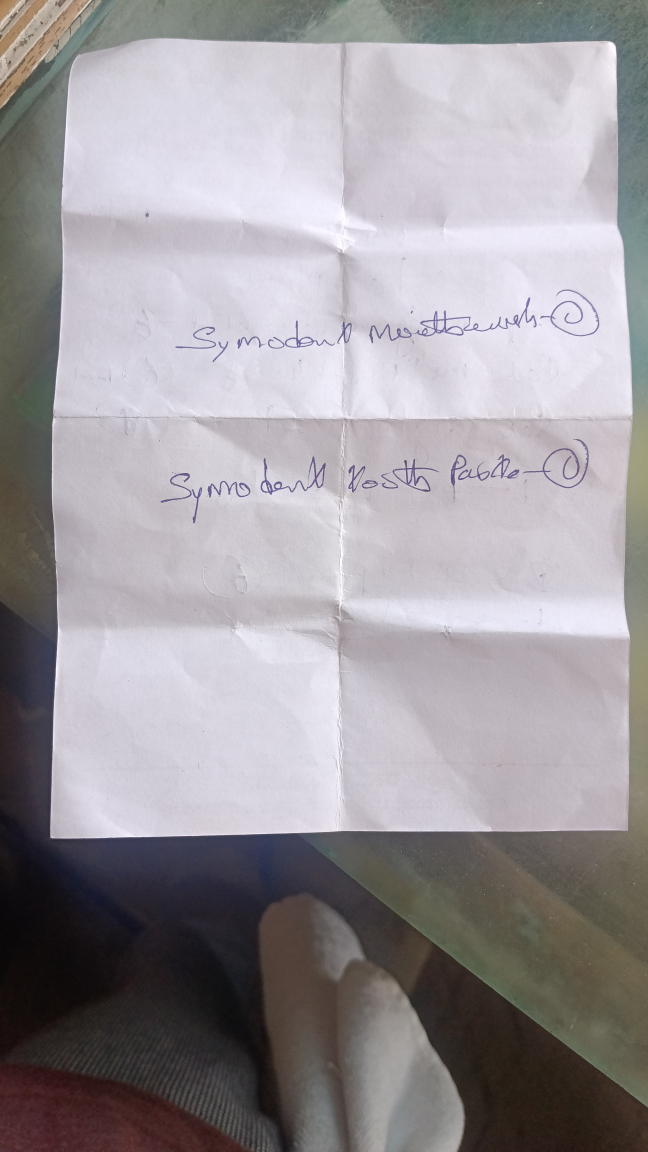 Symodent Mouthwash - ①
Symodent Tooth Paste - ①